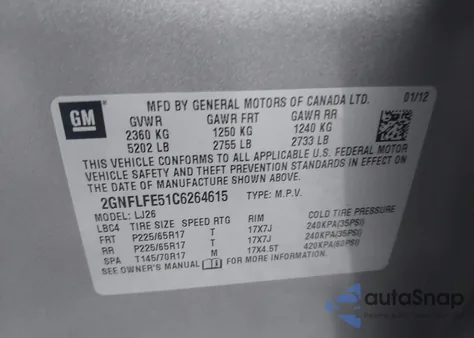 GM
MFD BY GENERAL MOTORS OF CANADA LTD. 01/12
GVWR GAWR FRT GAWR RR
2360 KG 1250 KG 1240 KG
5202 LB 2755 LB 2733 LB
THIS VEHICLE CONFORMS TO ALL APPLICABLE U.S. FEDERAL MOTOR
VEHICLE SAFETY AND THEFT PREVENTION STANDARDS IN EFFECT ON
THE DATE OF MANUFACTURE SHOWN ABOVE.
2GNFLFE51C6264615 TYPE: M.P.V.
MODEL: LJ26
LBC4 TIRE SIZE SPEED RTG RIM COLD TIRE PRESSURE
FRT P225/65R17 T 17X7J 240KPA(35PSI)
RR P225/65R17 T 17X7J 240KPA(35PSI)
SPA T145/70R17 M 17X4.5T 420KPA(60PSI)
SEE OWNER'S MANUAL FOR MORE INFORMATION.
autoSnap